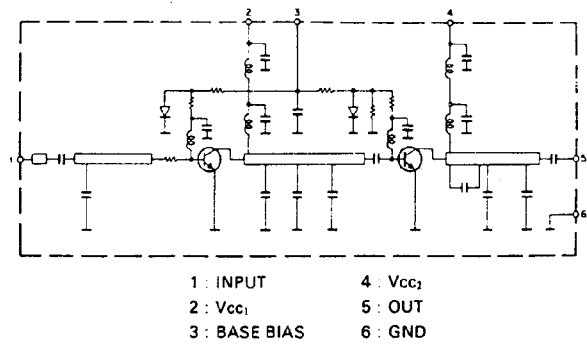 2 3 4
1
5
6
1 : INPUT 4 : VCC2
2 : VCC1 5 : OUT
3 : BASE BIAS 6 : GND